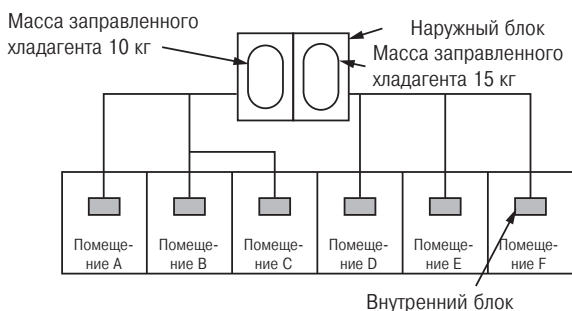 Масса заправленного
хладагента 10 кг
Наружный блок
Масса заправленного
хладагента 15 кг
Помеще-
ние A
Помеще-
ние B
Помеще-
ние C
Помеще-
ние D
Помеще-
ние E
Помеще-
ние F
Внутренний блок